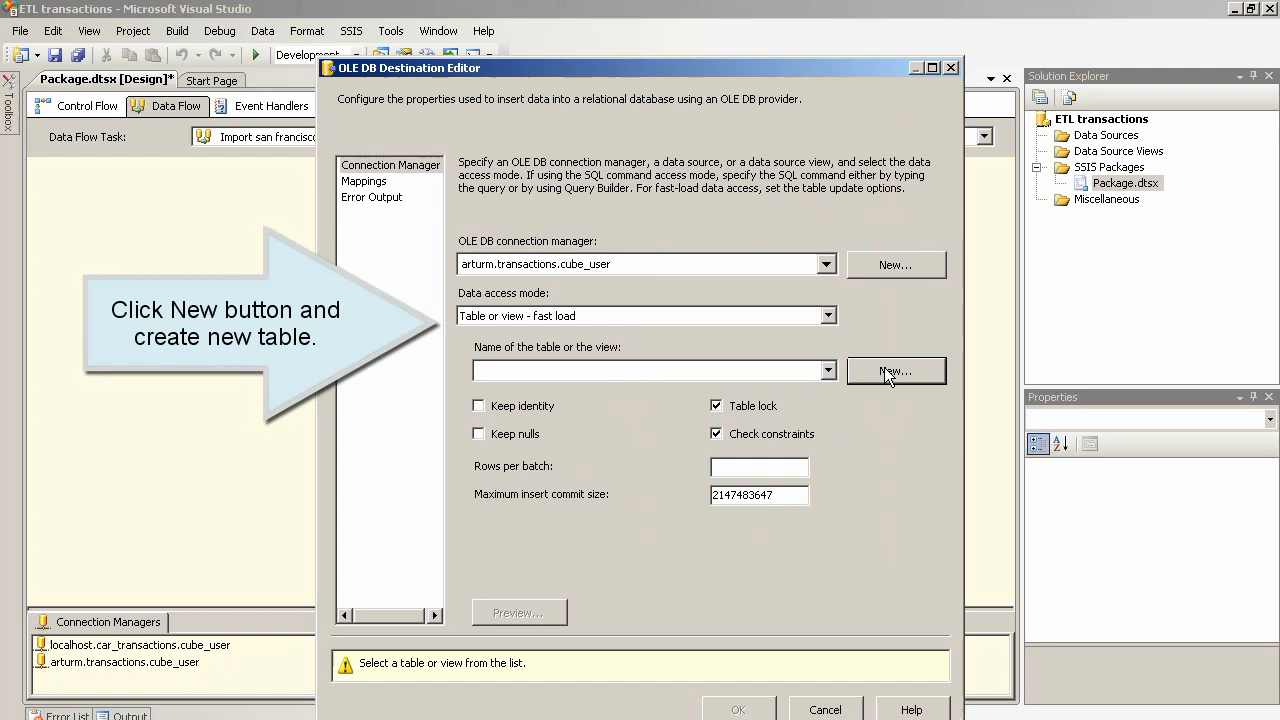 ETL transactions - Microsoft Visual Studio
File Edit View Project Build Debug Data Format SSIS Tools Window Help
Development
Package.dtsx [Design]* Start Page
Toolbox
Control Flow Data Flow Event Handlers
Data Flow Task: Import san francisco
OLE DB Destination Editor
Configure the properties used to insert data into a relational database using an OLE DB provider.
Connection Manager
Mappings
Error Output
Specify an OLE DB connection manager, a data source, or a data source view, and select the data
access mode. If using the SQL command access mode, specify the SQL command either by typing
the query or by using Query Builder. For fast-load data access, set the table update options.
OLE DB connection manager:
arturm.transactions.cube_user New...
Data access mode:
Table or view - fast load
Name of the table or the view:
New...
Keep identity Table lock
Keep nulls Check constraints
Rows per batch:
Maximum insert commit size: 2147483647
Preview...
Select a table or view from the list.
OK Cancel Help
Click New button and
create new table.
Connection Managers
localhost.car_transactions.cube_user
arturm.transactions.cube_user
Error List Output
Solution Explorer
ETL transactions
Data Sources
Data Source Views
SSIS Packages
Package.dtsx
Miscellaneous
Properties